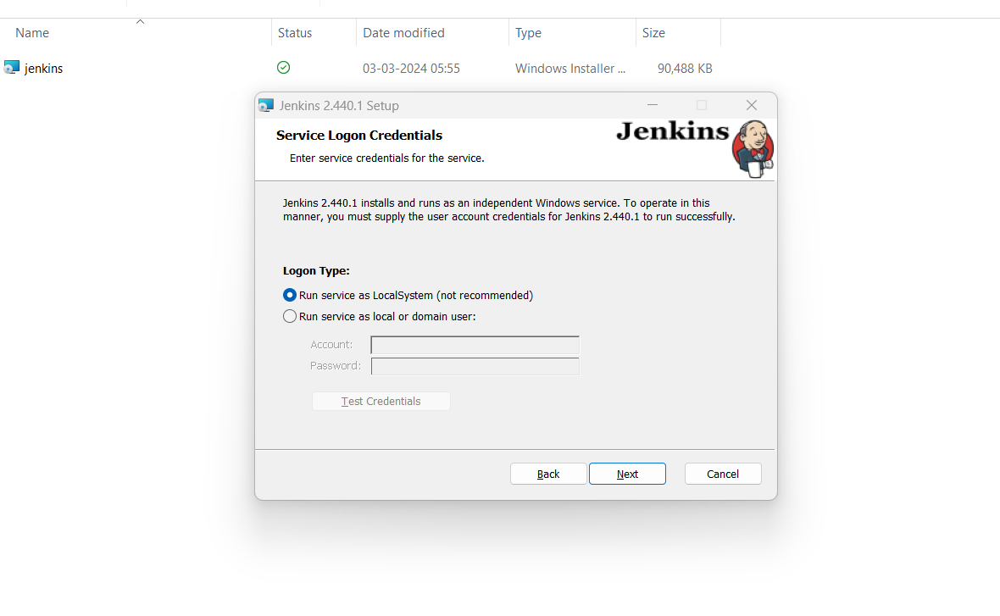 Name Status Date modified Type Size
jenkins 03-03-2024 05:55 Windows Installer ... 90,488 KB
Jenkins 2.440.1 Setup
Jenkins
Service Logon Credentials
Enter service credentials for the service.
Jenkins 2.440.1 installs and runs as an independent Windows service. To operate in this
manner, you must supply the user account credentials for Jenkins 2.440.1 to run successfully.
Logon Type:
Run service as LocalSystem (not recommended)
Run service as local or domain user:
Account:
Password:
Test Credentials
Back Next Cancel